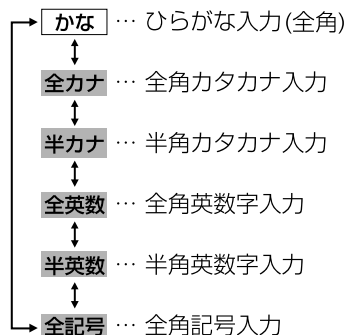 かな … ひらがな入力(全角)
全カナ … 全角カタカナ入力
半カナ … 半角カタカナ入力
全英数 … 全角英数字入力
半英数 … 半角英数字入力
全記号 … 全角記号入力